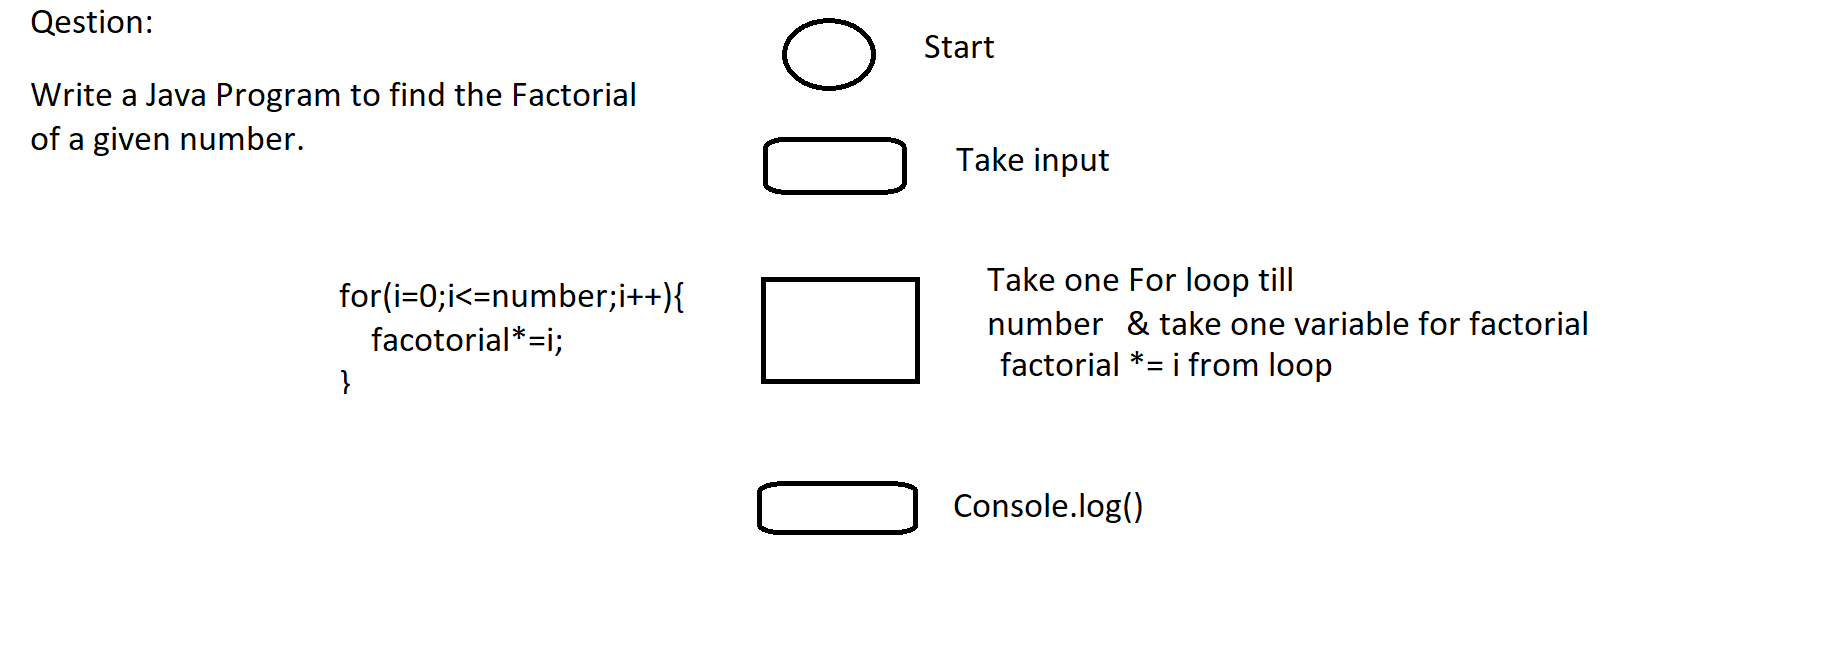 Qestion:
Write a Java Program to find the Factorial
of a given number.
Start
Take input
for(i=0;i<=number;i++){
facotorial*=i;
}
Take one For loop till
number & take one variable for factorial
factorial *= i from loop
Console.log()